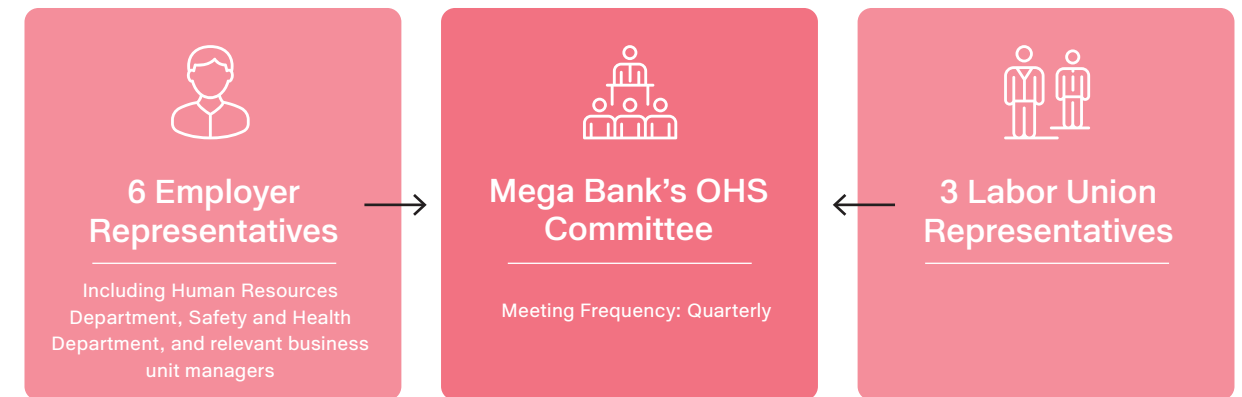 6 Employer
Representatives
Including Human Resources
Department, Safety and Health
Department, and relevant business
unit managers
Mega Bank’s OHS
Committee
Meeting Frequency: Quarterly
3 Labor Union
Representatives